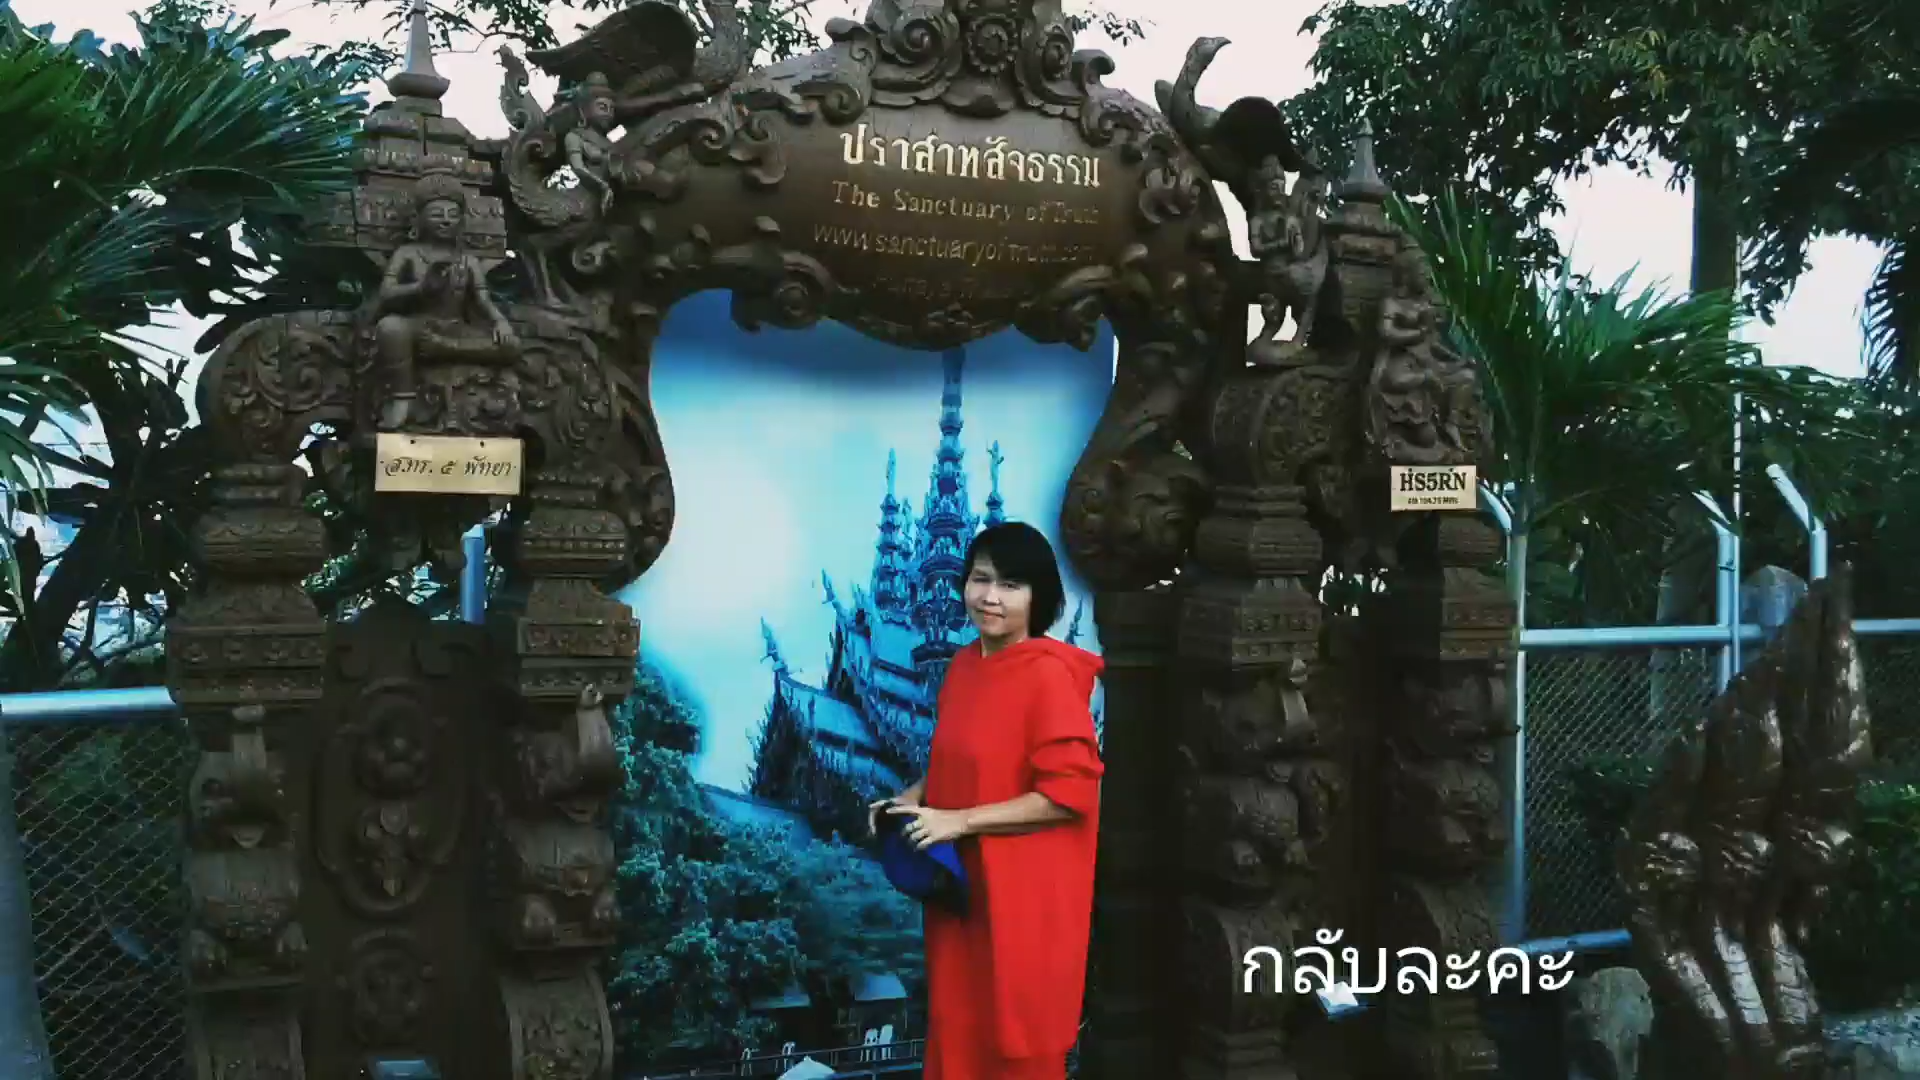 ปราสาทสัจธรรม
The Sanctuary of Truth
www.sanctuaryoftruth.com
ส.ทร. ๕ พัทยา
HS5RN
กลับละคะ